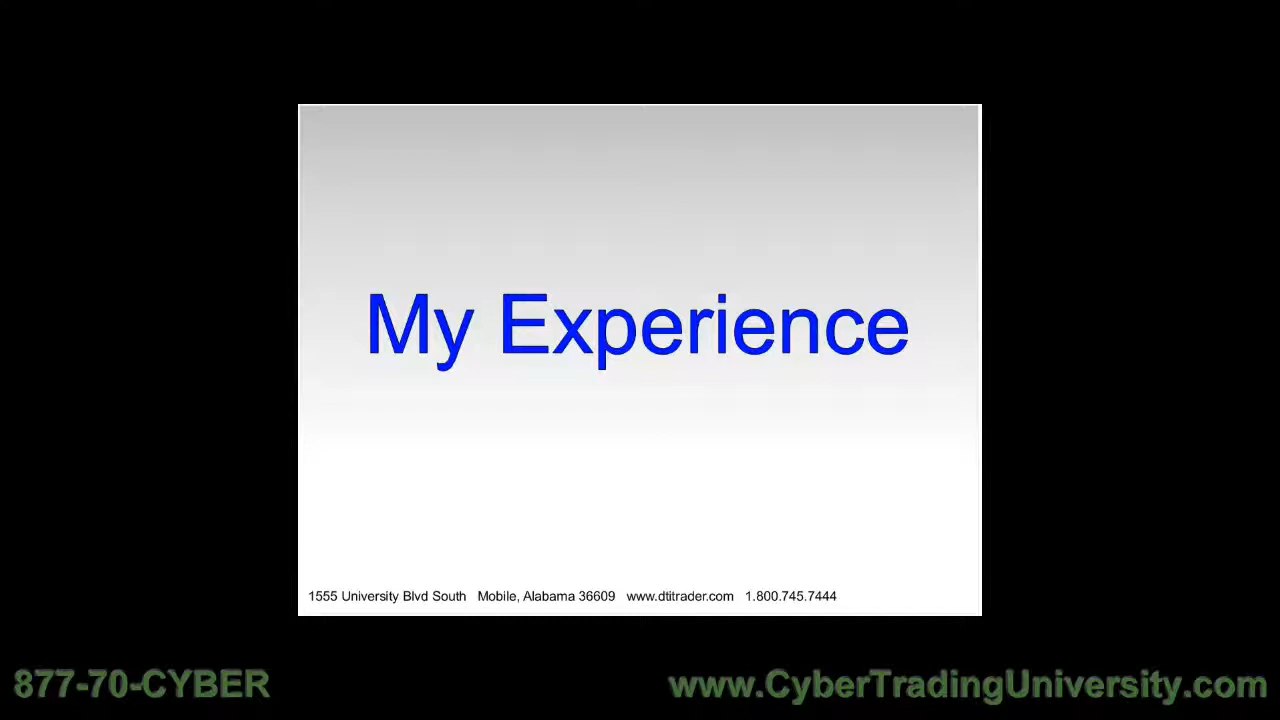 My Experience
1555 University Blvd South Mobile, Alabama 36609 www.dtitrader.com 1.800.745.7444
877-70-CYBER www.CyberTradingUniversity.com